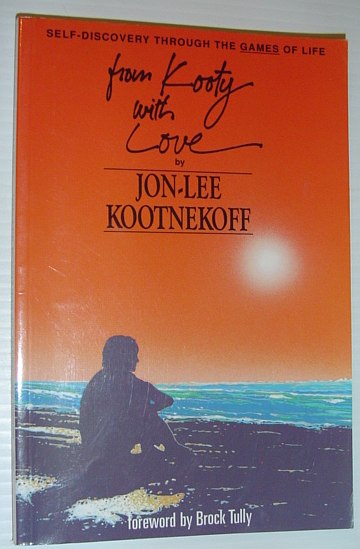 SELF-DISCOVERY THROUGH THE GAMES OF LIFE
from Kooty
with
Love
by
JON-LEE
KOOTNEKOFF
foreword by Brock Tully